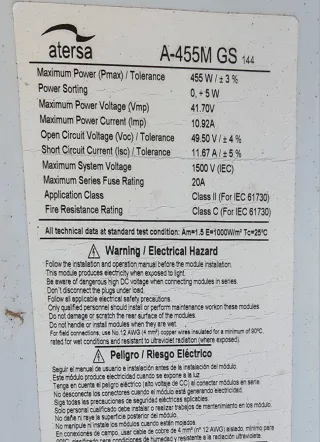 atersa
A-455M GS 144
Maximum Power (Pmax) / Tolerance 455 W / ± 3 %
Power Sorting 0, + 5 W
Maximum Power Voltage (Vmp) 41.70V
Maximum Power Current (Imp) 10.92A
Open Circuit Voltage (Voc) / Tolerance 49.50 V / ± 4 %
Short Circuit Current (Isc) / Tolerance 11.67 A / ± 5 %
Maximum System Voltage 1500 V (IEC)
Maximum Series Fuse Rating 20A
Application Class Class II (For IEC 61730)
Fire Resistance Rating Class C (For IEC 61730)
All technical data at standard test condition: Am=1.5 E=1000W/m² Tc=25°C
Warning / Electrical Hazard
Follow the installation and operation manual before the module installation.
This module produces electricity when exposed to light.
Be aware of dangerous high DC voltage when connecting modules in series.
Don't disconnect the plugs under load.
Follow all applicable electrical safety precautions.
Only qualified personnel should install or perform maintenance workon these modules.
Do not damage or scratch the rear surface of the module.
Do not handle or install modules when they are wet.
For field connections, use No.12 AWG (4 mm²) copper wires insulated for a minimum of 90ºC,
rated for wet conditions and resistant to ultraviolet radiation (where exposed).
Peligro / Riesgo Eléctrico
Seguir el manual de usuario e instalación antes de la instalación del módulo.
Este módulo produce electricidad cuando se expone a la luz
Tenga en cuenta el peligro eléctrico (alto voltaje de CC) al conectar módulos en serie.
No desconecte los conectores cuando el módulo está generando electricidad.
Siga todas las precauciones de seguridad eléctricas aplicables.
Solo personal cualificado debe instalar o realizar trabajos de mantenimiento en los módulos.
No dañe ni raye la superficie posterior del módulo.
No manipule ni instale los módulos cuando están mojados
En conexiones de campo, usar cable de cobre de 4 mm² (nº 12 AWG) aislado, mínimo para
90ºC, clasificado para condiciones de humedad y resistente a la radiación ultravioleta